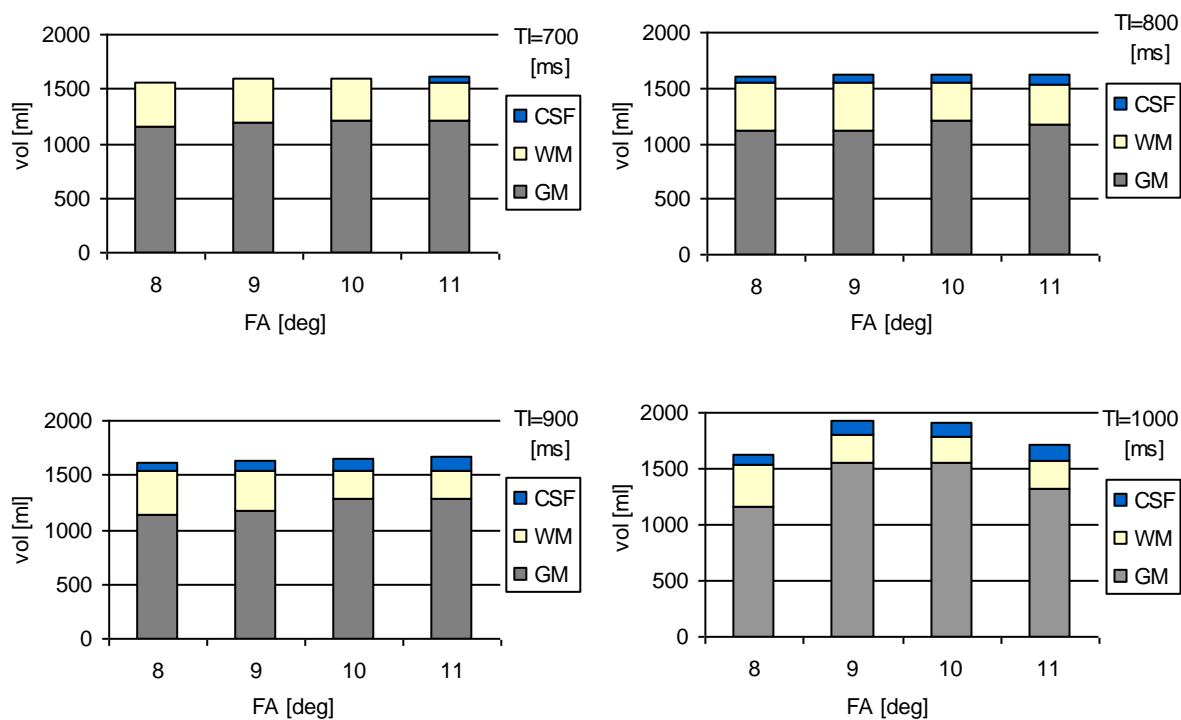 2000
1500
1000
500
0
vol [ml]
8 9 10 11
FA [deg]
TI=700
[ms]
CSF
WM
GM
2000
1500
1000
500
0
vol [ml]
8 9 10 11
FA [deg]
TI=800
[ms]
CSF
WM
GM
2000
1500
1000
500
0
vol [ml]
8 9 10 11
FA [deg]
TI=900
[ms]
CSF
WM
GM
2000
1500
1000
500
0
vol [ml]
8 9 10 11
FA [deg]
TI=1000
[ms]
CSF
WM
GM